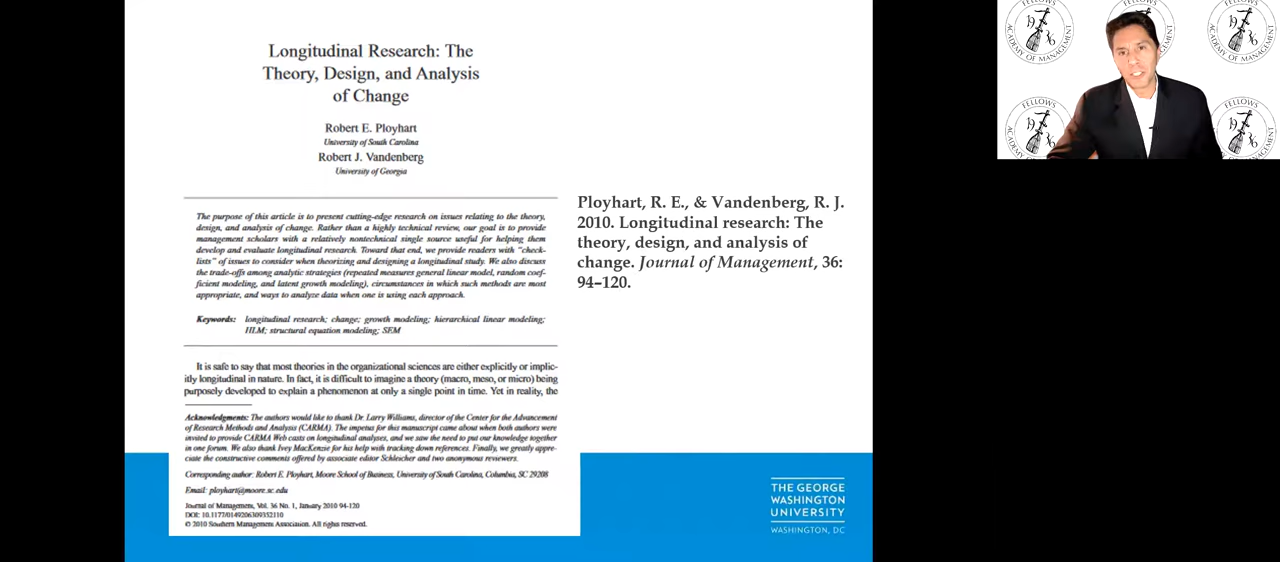 Longitudinal Research: The
Theory, Design, and Analysis
of Change
Robert E. Ployhart
University of South Carolina
Robert J. Vandenberg
University of Georgia
The purpose of this article is to present cutting-edge research on issues relating to the theory,
design, and analysis of change. Rather than a highly technical review, our goal is to provide
management scholars with a relatively nontechnical single source useful for helping them
develop and evaluate longitudinal research. Toward that end, we provide readers with "check-
lists" of issues to consider when theorizing and designing a longitudinal study. We also discuss
the trade-offs among analytic strategies (repeated measures general linear model, random coef-
ficient modeling, and latent growth modeling), circumstances in which such methods are most
appropriate, and ways to analyze data when one is using each approach.
Keywords: longitudinal research; change; growth modeling; hierarchical linear modeling;
HLM; structural equation modeling; SEM
It is safe to say that most theories in the organizational sciences are either explicitly or implic-
itly longitudinal in nature. In fact, it is difficult to imagine a theory (macro, meso, or micro) being
purposely developed to explain a phenomenon at only a single point in time. Yet in reality, the
Acknowledgments: The authors would like to thank Dr. Larry Williams, director of the Center for the Advancement
of Research Methods and Analysis (CARMA). The impetus for this manuscript came about when both authors were
invited to provide CARMA Web casts on longitudinal analyses, and we saw the need to put our knowledge together
in one forum. We also thank Ivey MacKenzie for his help with tracking down references. Finally, we greatly appre-
ciate the constructive comments offered by associate editor Schleicher and two anonymous reviewers.
Corresponding author: Robert E. Ployhart, Moore School of Business, University of South Carolina, Columbia, SC 29208
Email: ployhart@moore.sc.edu
Journal of Management, Vol. 36 No. 1, January 2010 94-120
DOI: 10.1177/0149206309352110
© 2010 Southern Management Association. All rights reserved.
Ployhart, R. E., & Vandenberg, R. J.
2010. Longitudinal research: The
theory, design, and analysis of
change. Journal of Management, 36:
94–120.
THE GEORGE
WASHINGTON
UNIVERSITY
WASHINGTON, DC
FELLOWS
ACADEMY OF MANAGEMENT
1936
FELLOWS
ACADEMY OF MANAGEMENT
1936